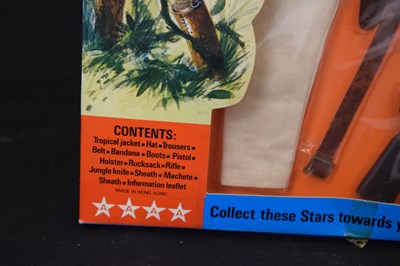 CONTENTS:
Tropical jacket • Hat • Trousers •
Belt • Bandana • Boots • Pistol •
Holster • Rucksack • Rifle •
Jungle knife • Sheath • Machete •
Sheath • Information leaflet
MADE IN HONG KONG
A A A
Collect these Stars towards